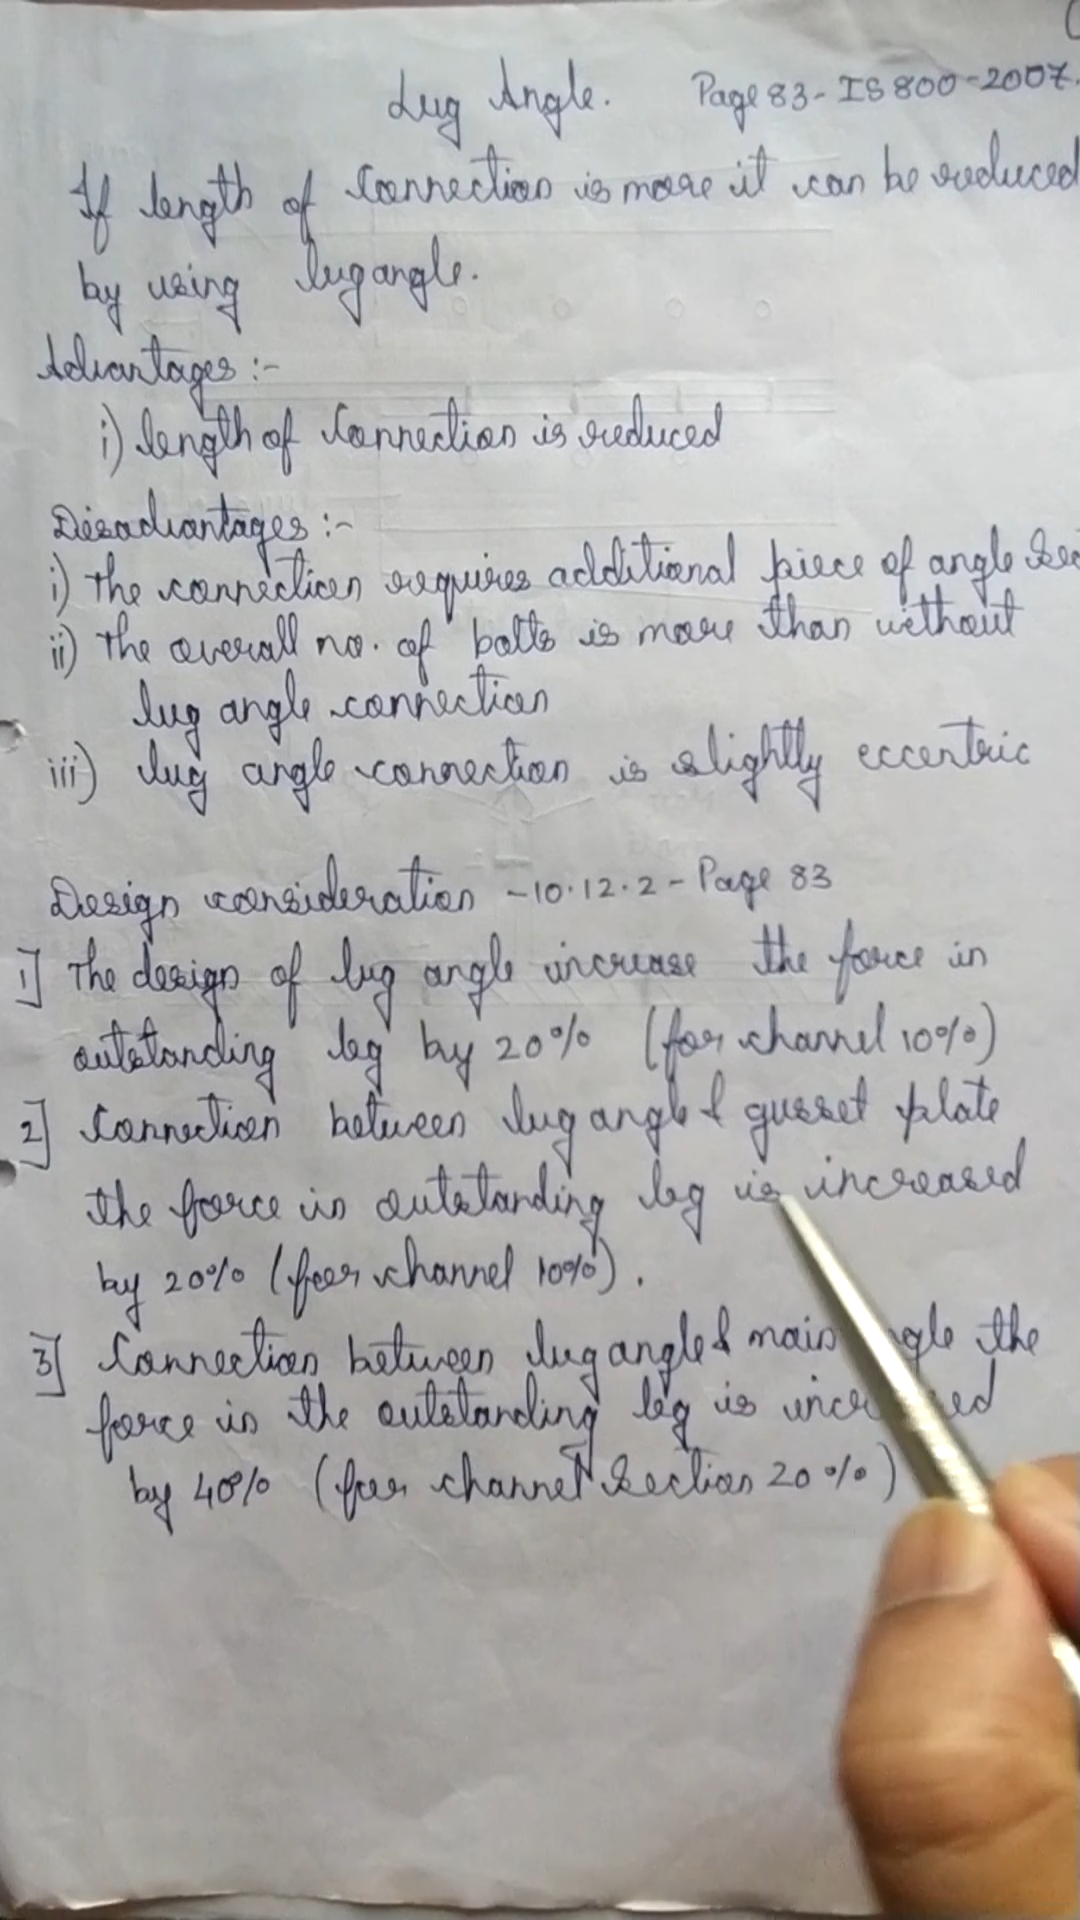 Lug Angle. Page 83 - IS 800-2007.
If length of connection is more it can be reduced
by using lug angle.
Advantages :-
i) length of connection is reduced
Disadvantages :-
i) The connection requires additional piece of angle Sec
ii) The overall no. of bolts is more than without
lug angle connection
iii) lug angle connection is slightly eccentric
Design consideration - 10.12.2 - Page 83
1] The design of lug angle increase the force in
outstanding leg by 20% (for channel 10%)
2] Connection between lug angle & gusset plate
the force in outstanding leg is increased
by 20% (for channel 10%).
3] Connection between lug angle & main the
force in the outstanding leg is
by 40% (for channel Section 20%)